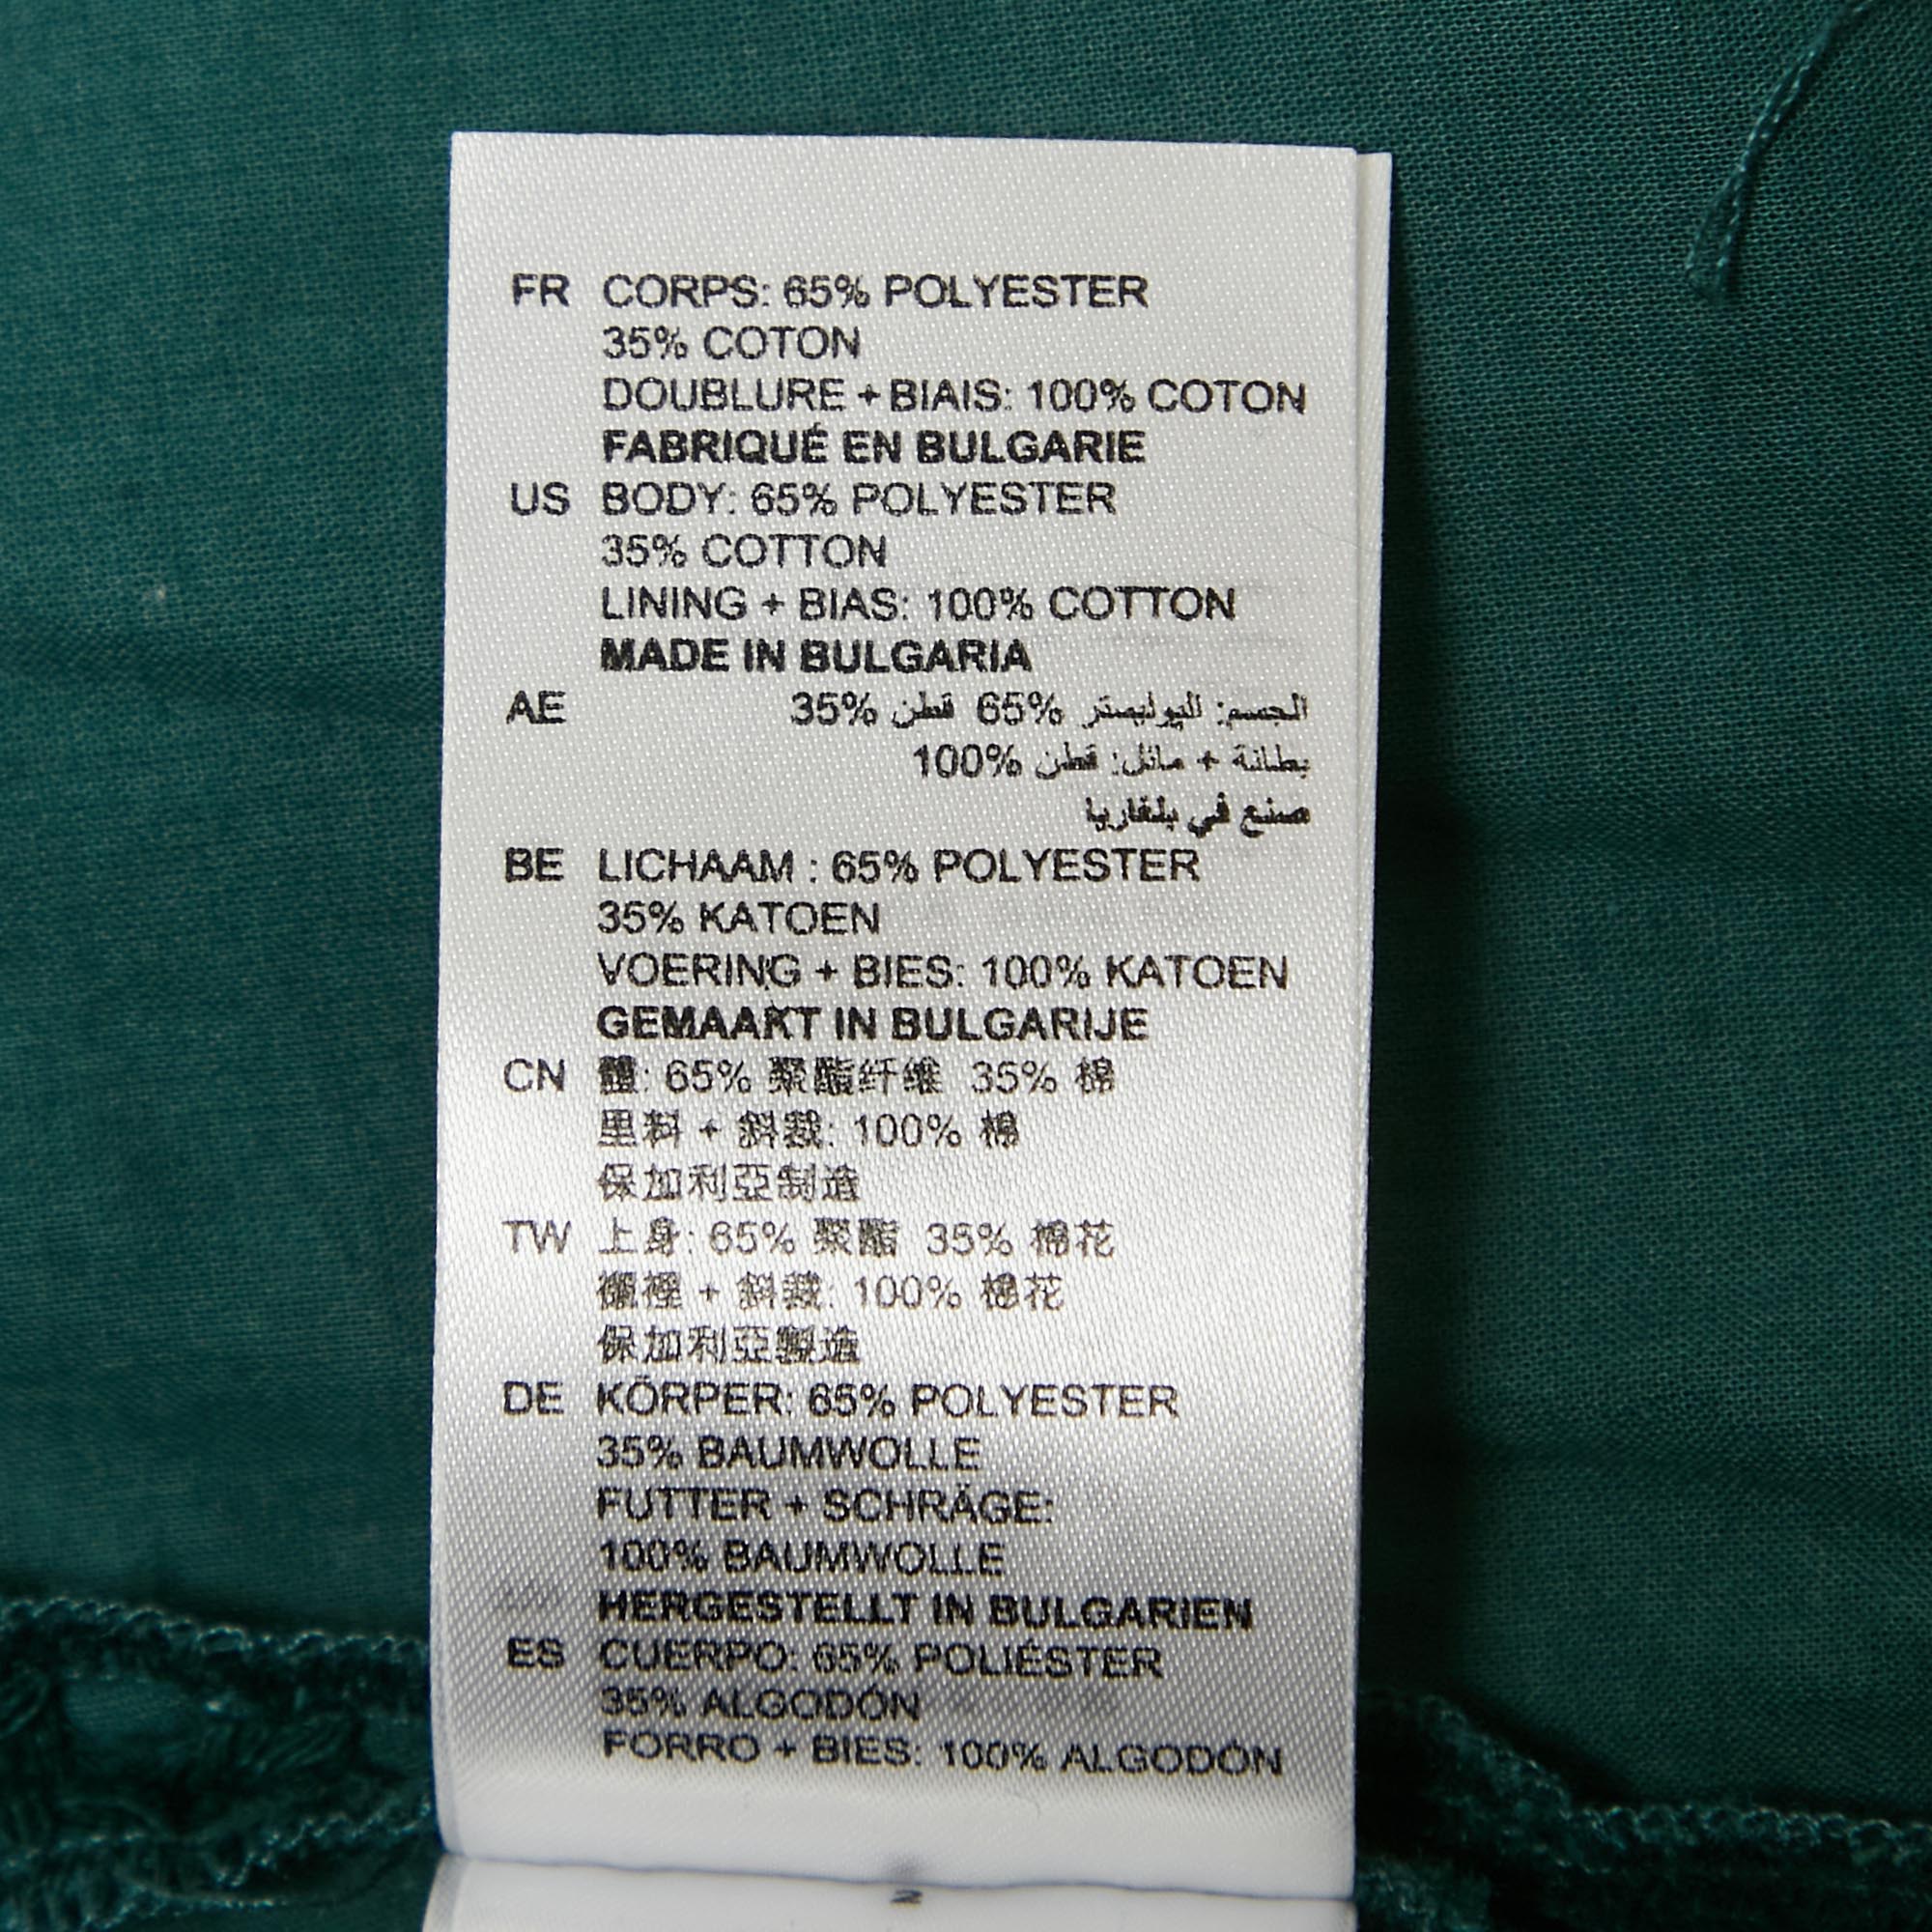 FR CORPS: 65% POLYESTER
35% COTON
DOUBLURE + BIAIS: 100% COTON
FABRIQUÉ EN BULGARIE
US BODY: 65% POLYESTER
35% COTTON
LINING + BIAS: 100% COTTON
MADE IN BULGARIA
AE الجسم: البوليستر 65% قطن 35%
بطانة + مائل: قطن 100%
صنع في بلغاريا
BE LICHAAM : 65% POLYESTER
35% KATOEN
VOERING + BIES: 100% KATOEN
GEMAAKT IN BULGARIJE
CN 體: 65% 聚酯纤维 35% 棉
里料 + 斜裁: 100% 棉
保加利亞制造
TW 上身: 65% 聚酯 35% 棉花
襯裡 + 斜裁: 100% 棉花
保加利亞製造
DE KÖRPER: 65% POLYESTER
35% BAUMWOLLE
FUTTER + SCHRÄGE:
100% BAUMWOLLE
HERGESTELLT IN BULGARIEN
ES CUERPO: 65% POLIÉSTER
35% ALGODÓN
FORRO + BIES: 100% ALGODÓN